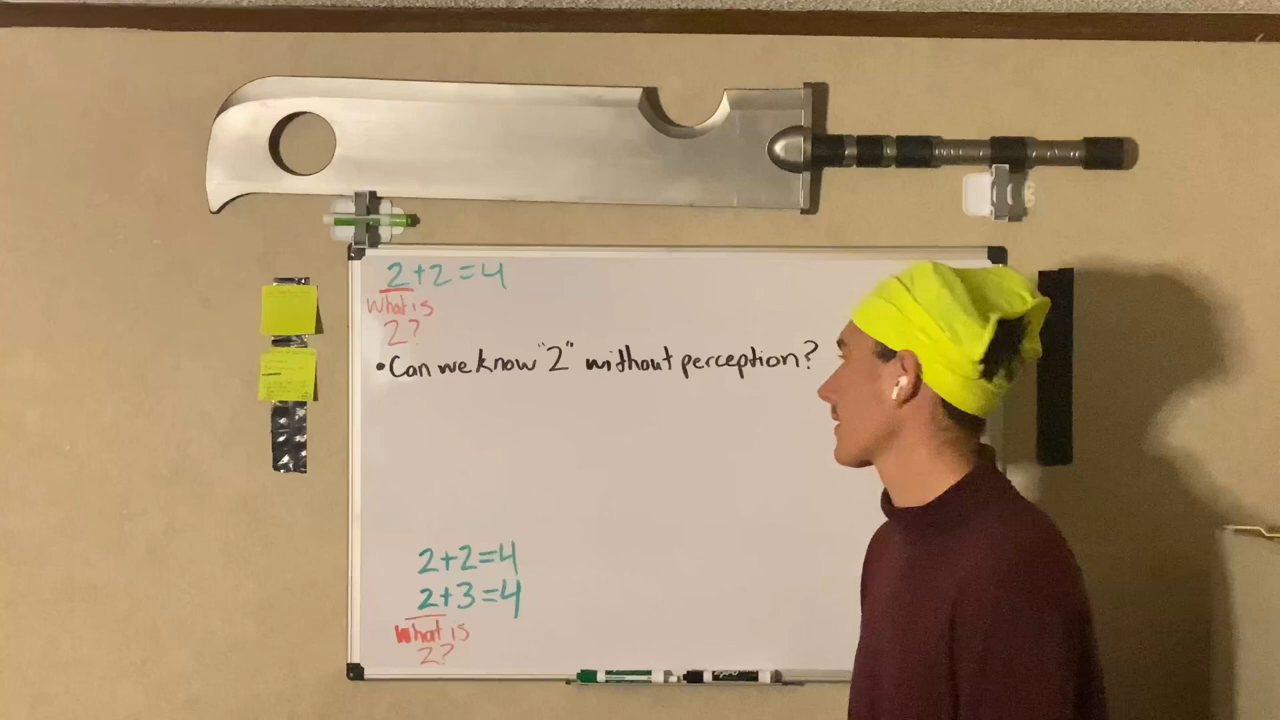 2+2=4
What is
2?
•Can we know "2" without perception?
2+2=4
2+3=4
What is
2?